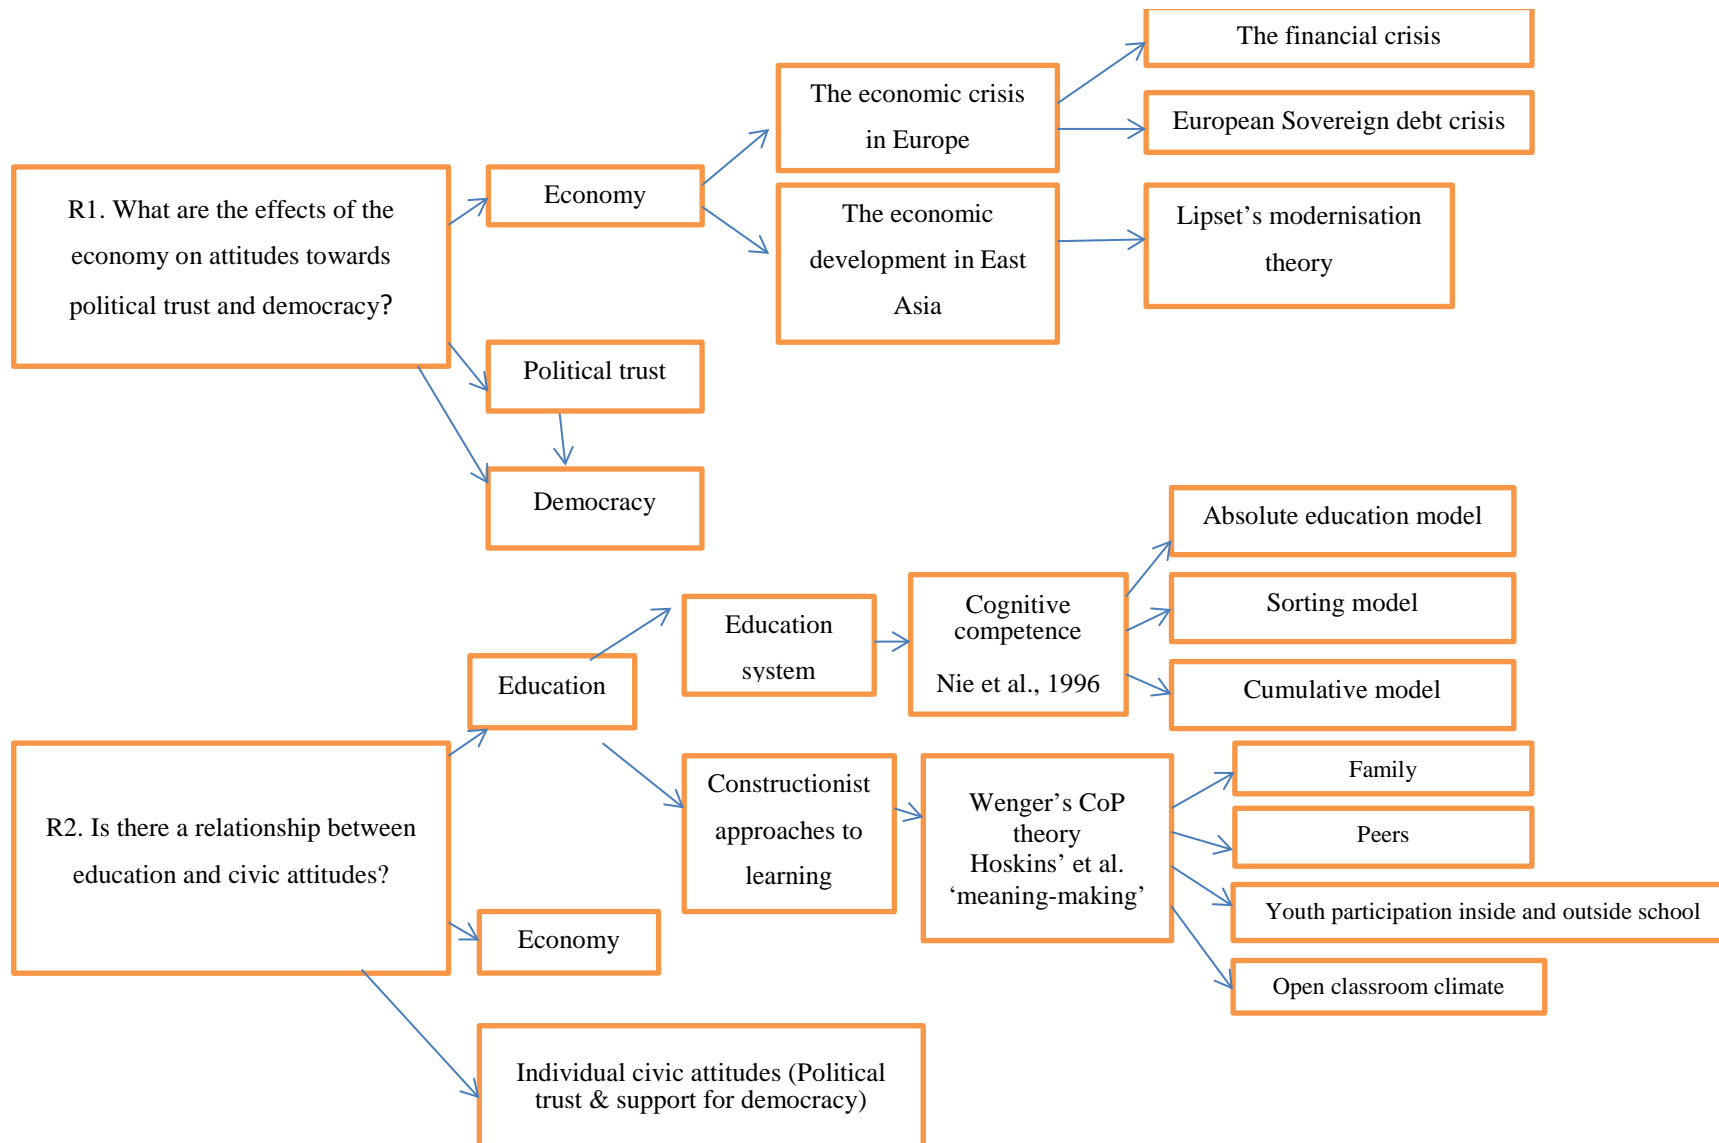 The financial crisis
The economic crisis
in Europe
European Sovereign debt crisis
R1. What are the effects of the
economy on attitudes towards
political trust and democracy?
Economy
The economic
development in East
Asia
Lipset’s modernisation
theory
Political trust
Democracy
Absolute education model
Sorting model
Cumulative model
Cognitive
competence
Nie et al., 1996
Education
system
Education
Constructionist
approaches to
learning
Wenger’s CoP
theory
Hoskins’ et al.
‘meaning-making’
Family
Peers
Youth participation inside and outside school
Open classroom climate
R2. Is there a relationship between
education and civic attitudes?
Economy
Individual civic attitudes (Political
trust & support for democracy)